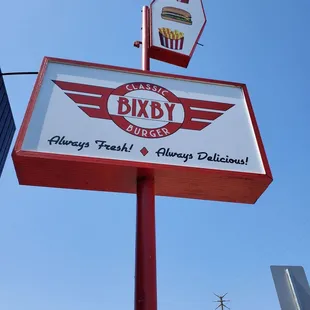 CLASSIC
BIXBY
BURGER
Always Fresh! ♦ Always Delicious!